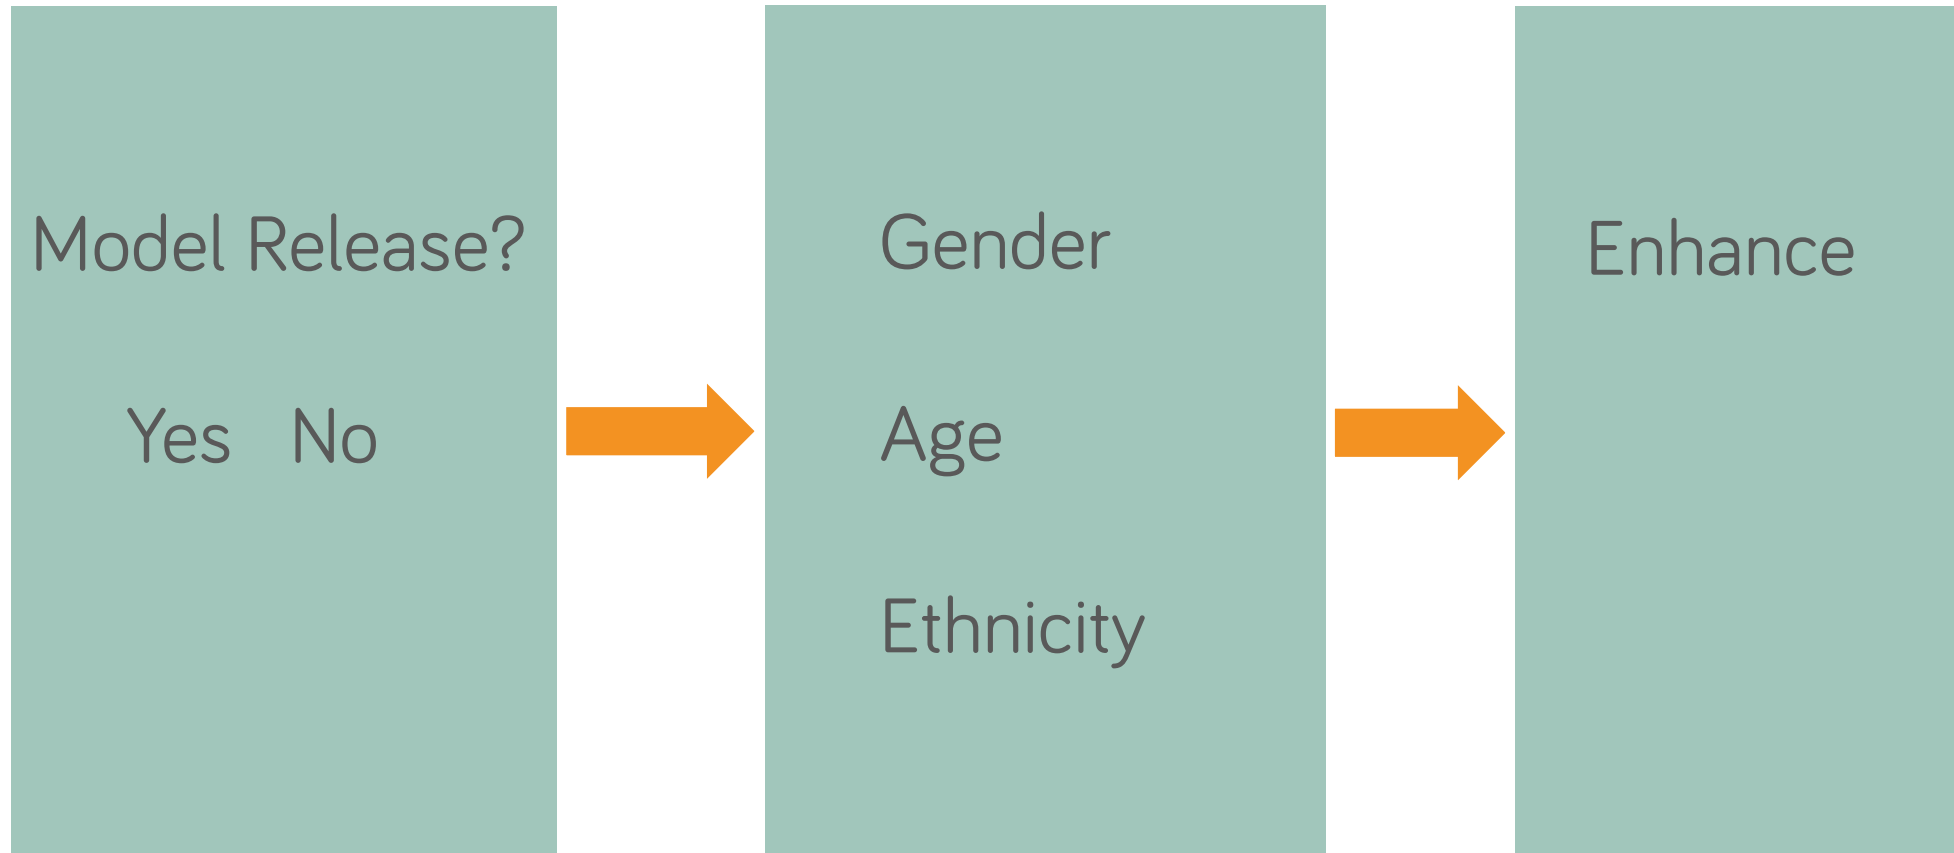 Model Release?
Yes No
Gender
Age
Ethnicity
Enhance